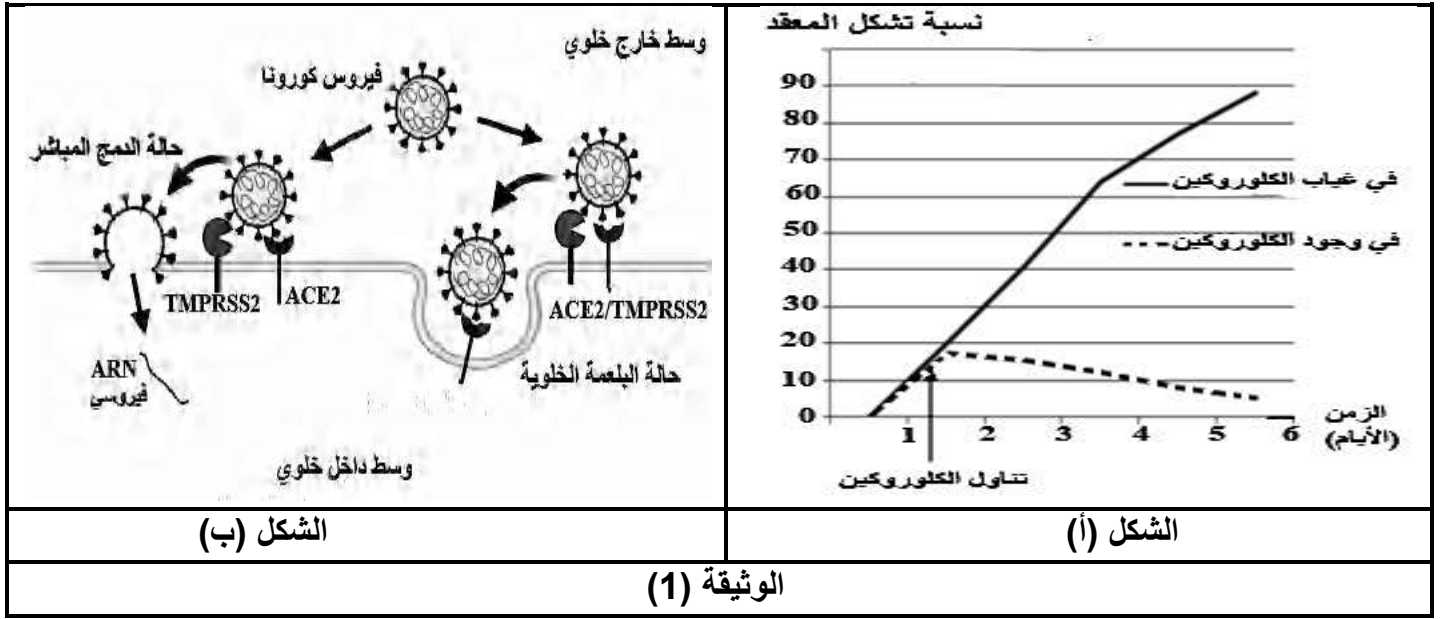 نسبة تشكل المعقد
90
80
70
60
50
40
30
20
10
0
في غياب الكلوروكين
في وجود الكلوروكين
1 2 3 4 5 6
الزمن
(الأيام)
تناول الكلوروكين
الشكل (أ)
وسط خارج خلوي
فيروس كورونا
حالة الدمج المباشر
TMPRSS2
ACE2
ACE2/TMPRSS2
حالة البلعمة الخلوية
ARN
فيروسي
وسط داخل خلوي
الشكل (ب)
الوثيقة (1)